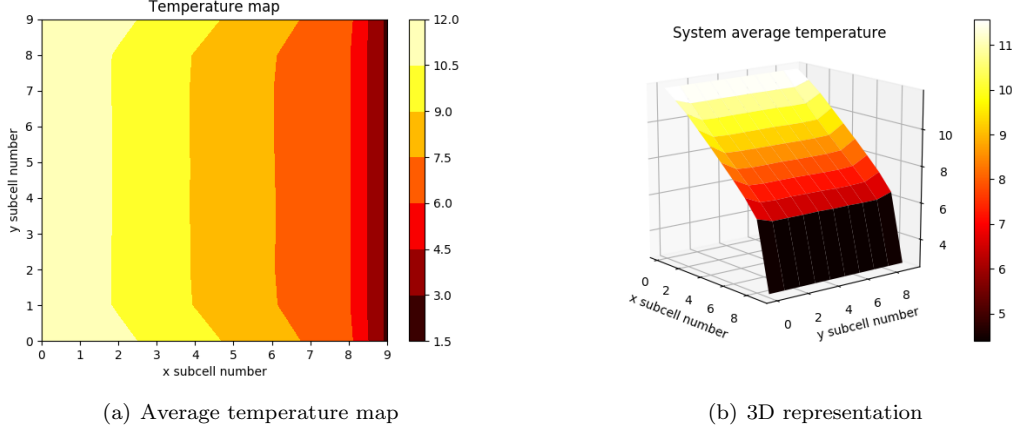 Temperature map
9
8
7
6
5
4
3
2
1
0
y subcell number
0 1 2 3 4 5 6 7 8 9
x subcell number
12.0
10.5
9.0
7.5
6.0
4.5
3.0
1.5
(a) Average temperature map
System average temperature
10
8
6
4
0 2 4 6 8
x subcell number
0 2 4 6 8
y subcell number
11
10
9
8
7
6
5
(b) 3D representation